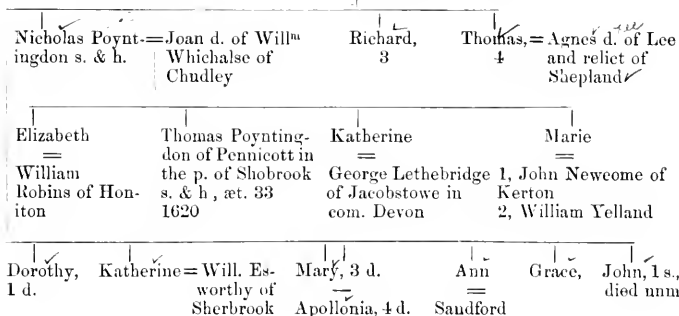 Nicholas Poynt-=Joan d. of Willm Richard, Thomas,=Agnes d. of Lee
ingdon s. & h. Whichalse of 3 4 and relict of
Chudley Shepland
Elizabeth Thomas Poynting- Katherine Marie
= don of Pennicott in = =
William the p. of Shobrook George Lethebridge 1, John Newcome of
Robins of Hon- s. & h, æt. 33 of Jacobstowe in Kerton
iton 1620 com. Devon 2, William Yelland
Dorothy, Katherine=Will. Es- Mary, 3 d. Ann Grace, John, 1 s.,
1 d. worthy of = died unm
Sherbrook Apollonia, 4 d. Sandford